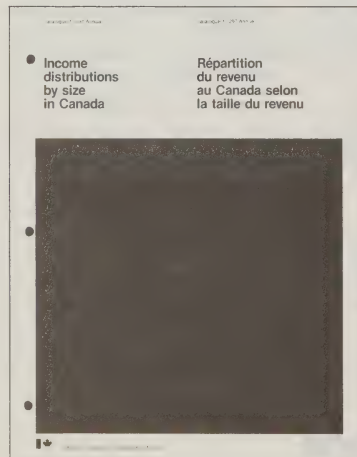 Income
distributions
by size
in Canada
Répartition
du revenu
au Canada selon
la taille du revenu